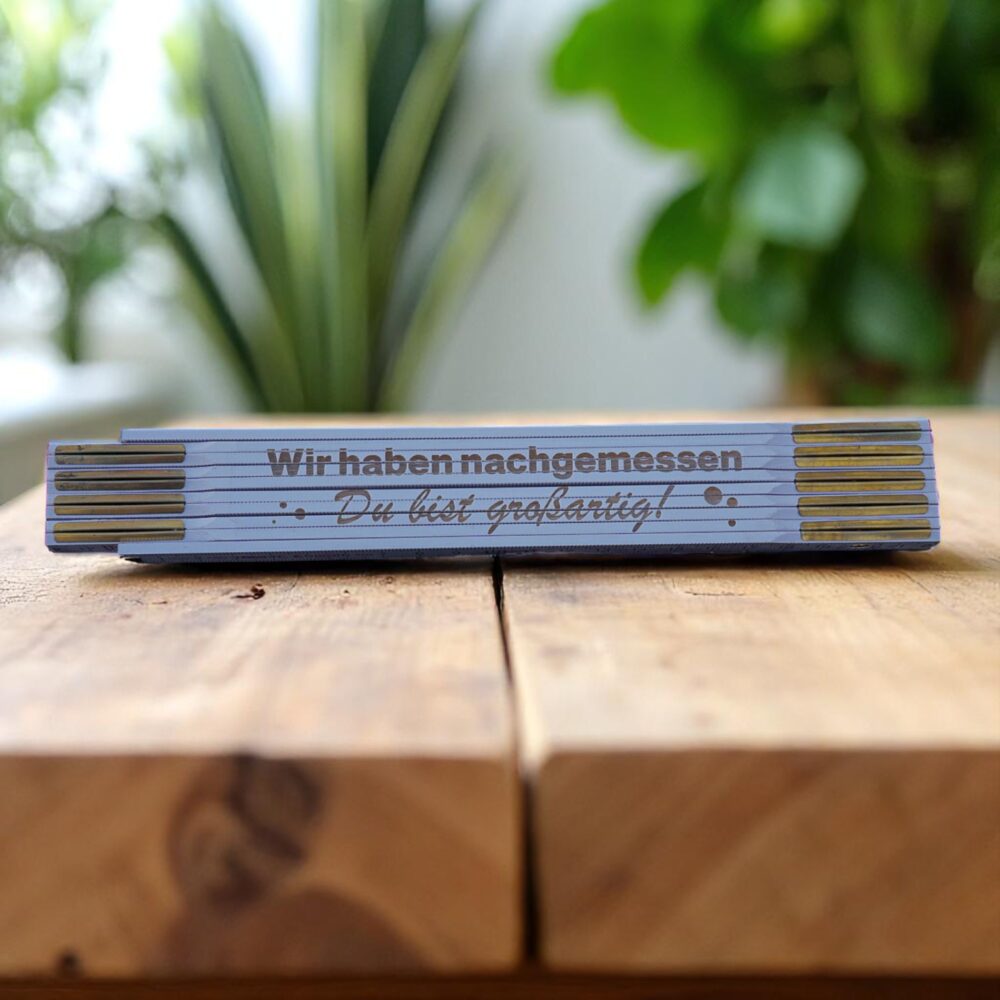 Wir haben nachgemessen
Du bist großartig!